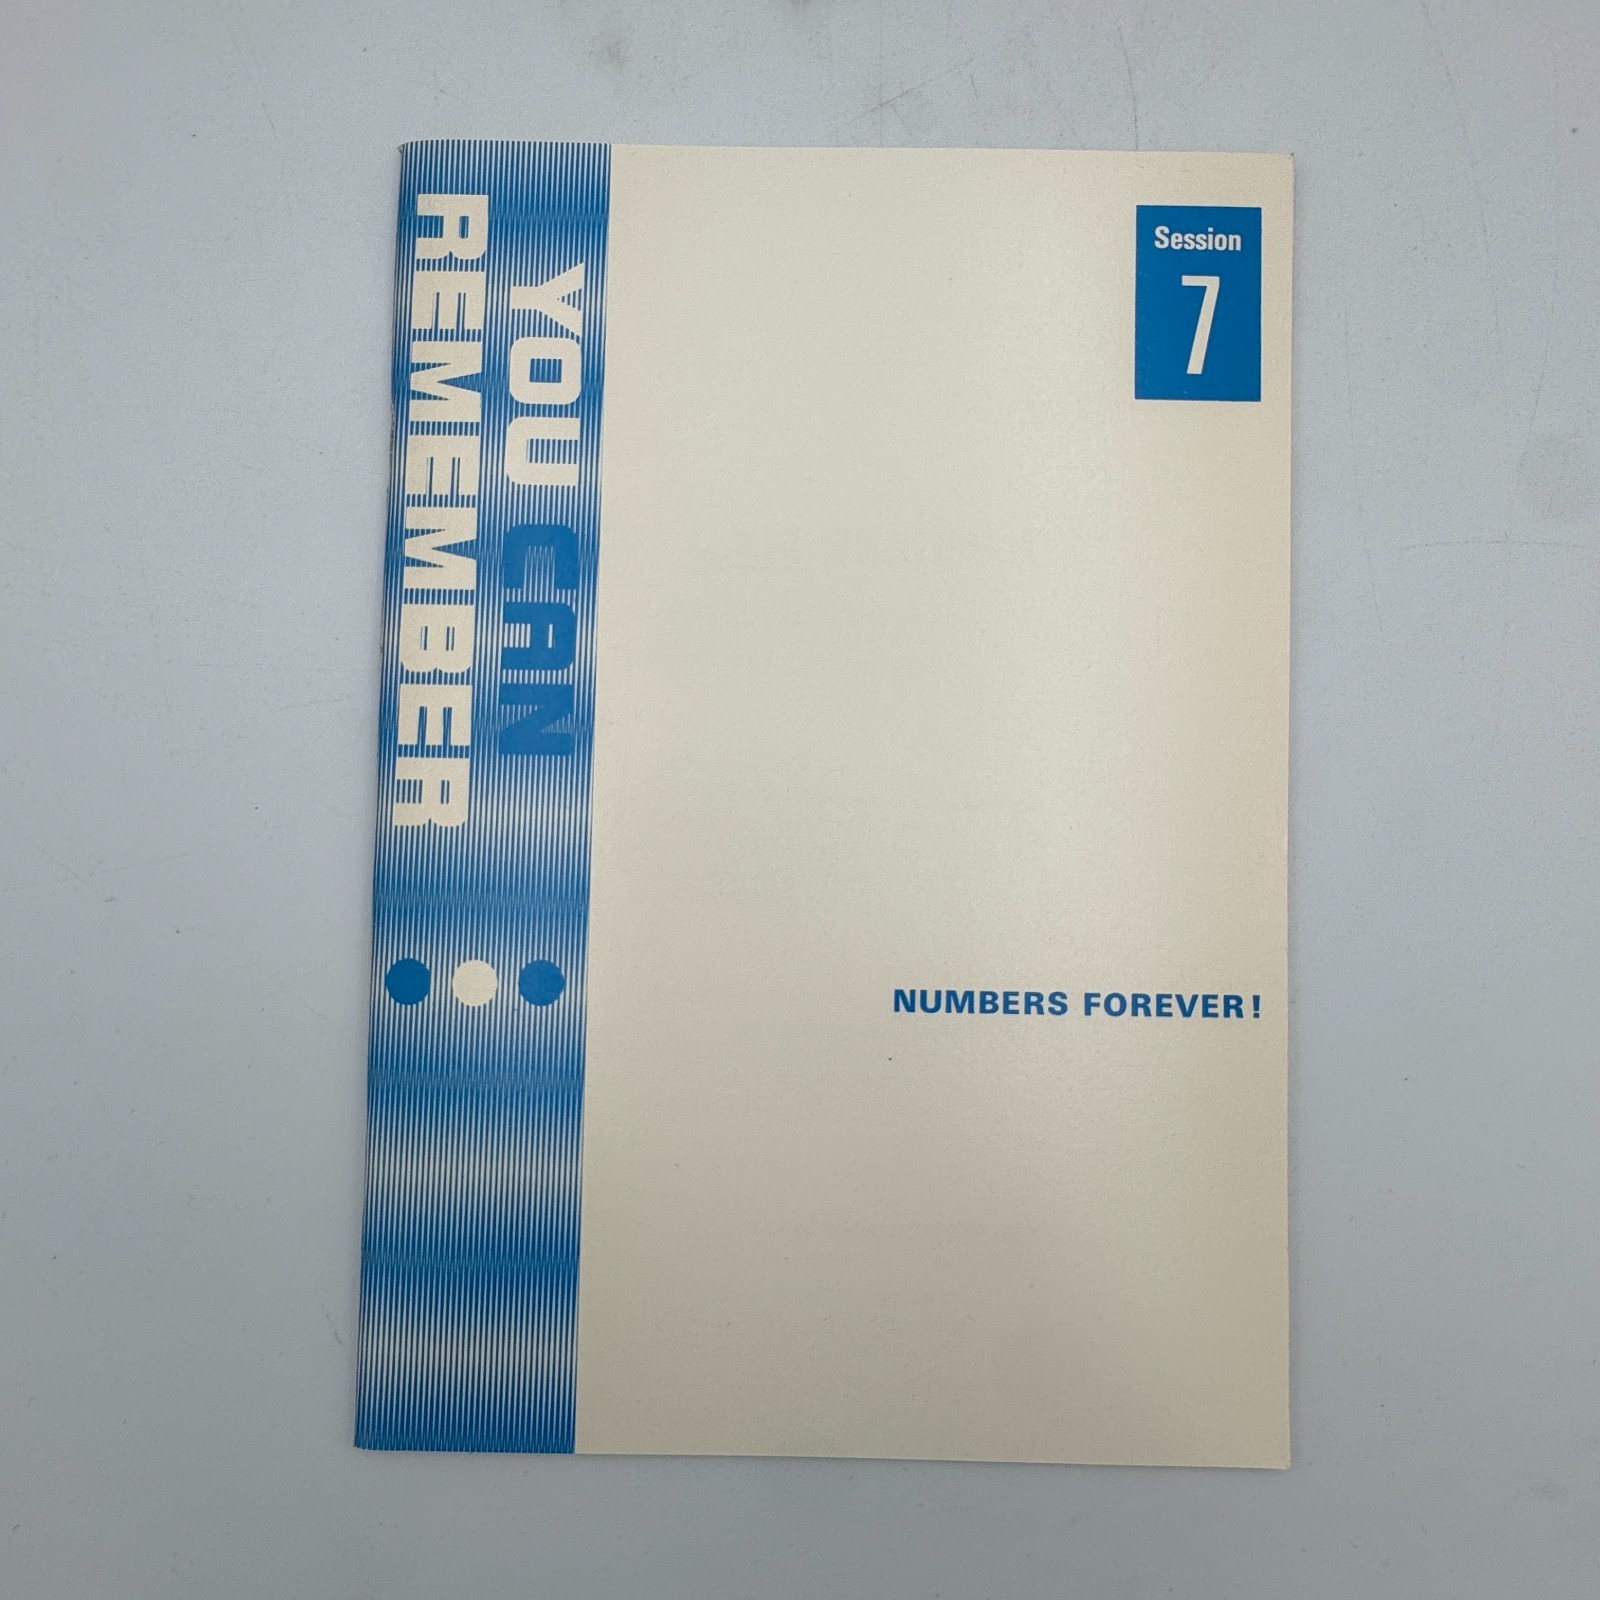 YOU CAN
REMEMBER
Session
7
NUMBERS FOREVER!